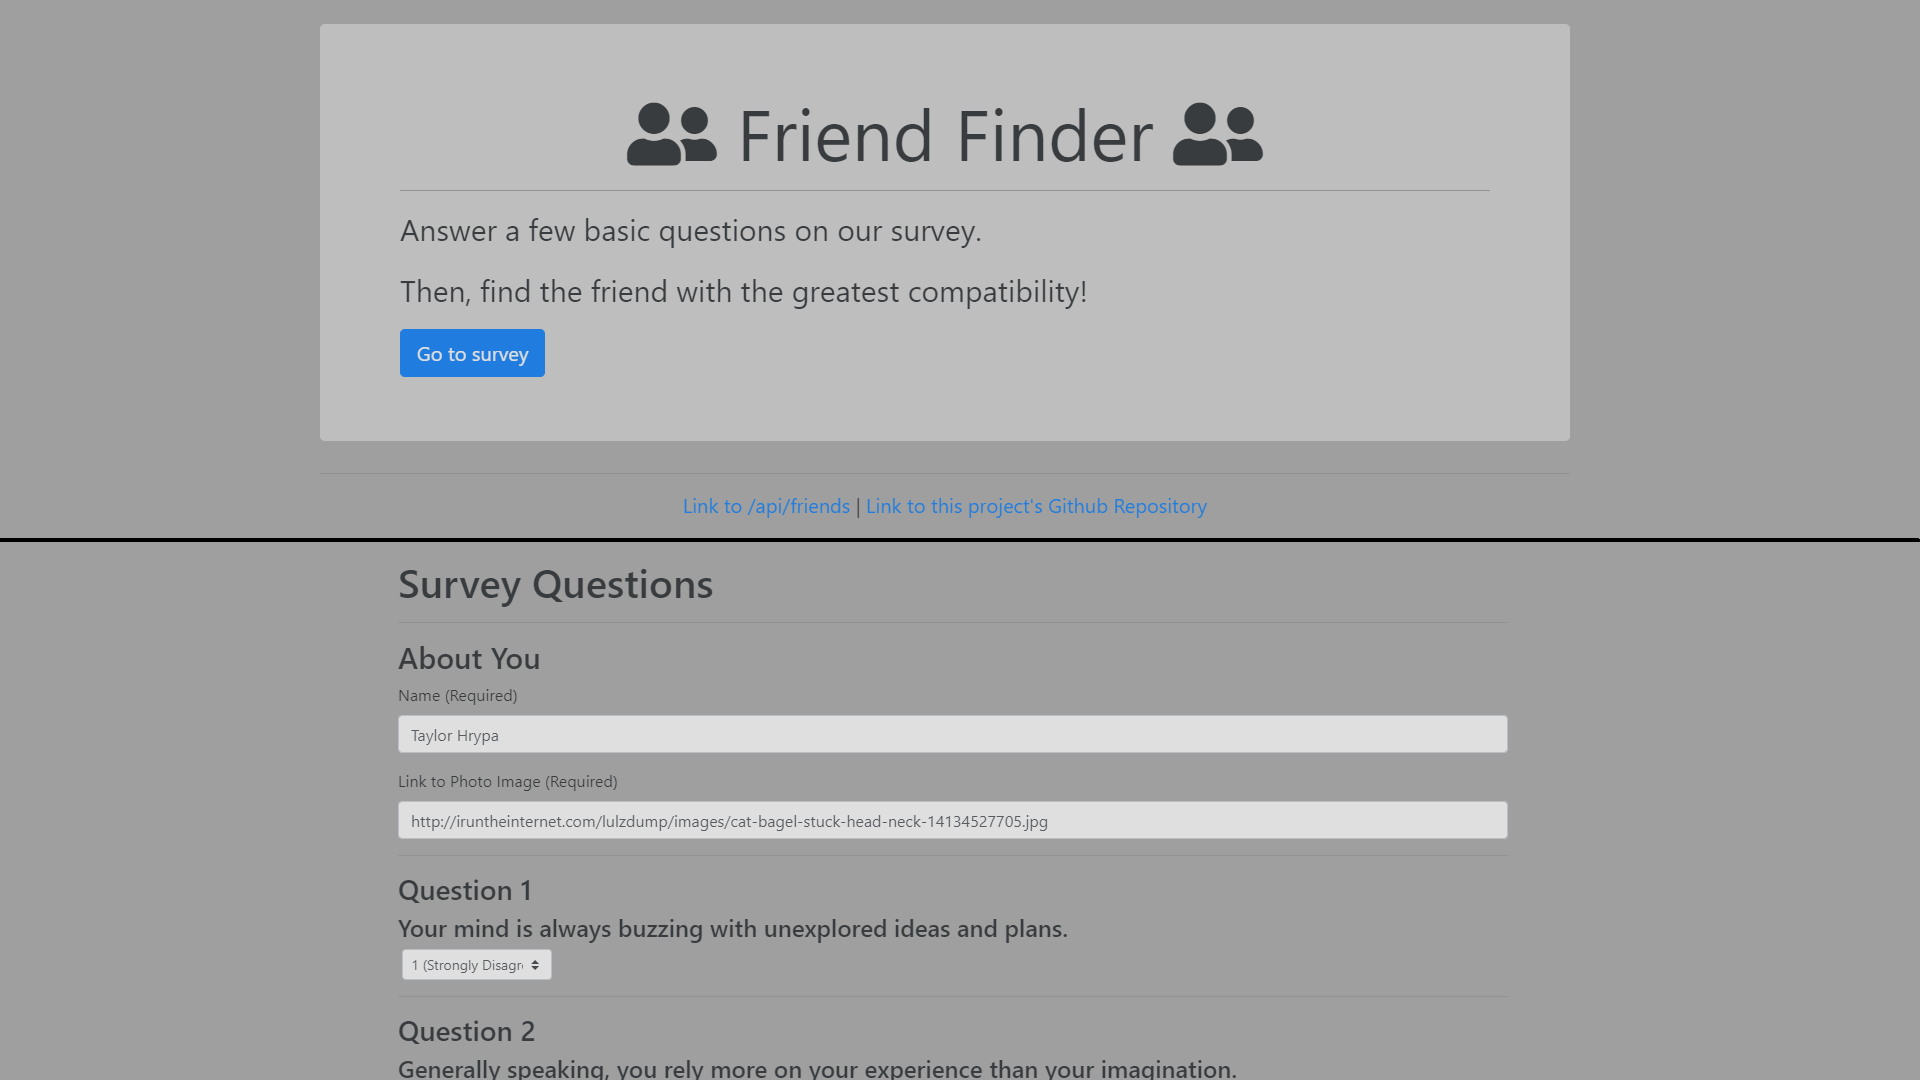 Friend Finder
Answer a few basic questions on our survey.
Then, find the friend with the greatest compatibility!
Go to survey
Link to /api/friends | Link to this project's Github Repository
Survey Questions
About You
Name (Required)
Taylor Hrypa
Link to Photo Image (Required)
http://iruntheinternet.com/lulzdump/images/cat-bagel-stuck-head-neck-14134527705.jpg
Question 1
Your mind is always buzzing with unexplored ideas and plans.
1 (Strongly Disagr
Question 2
Generally speaking, you rely more on your experience than your imagination.